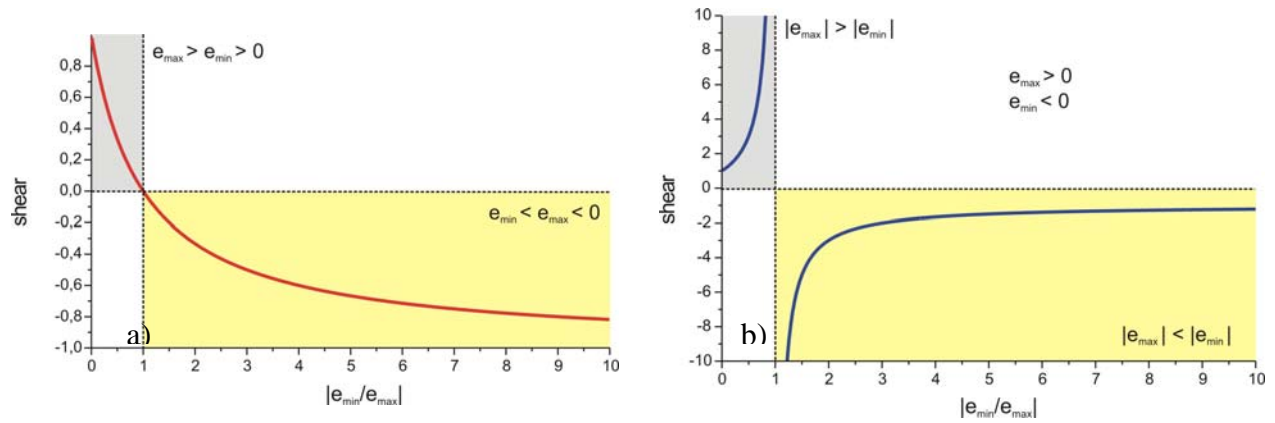 0,8
0,6
0,4
0,2
0,0
-0,2
-0,4
-0,6
-0,8
-1,0
shear
e_max > e_min > 0
e_min < e_max < 0
a)
0 1 2 3 4 5 6 7 8 9 10
|e_min/e_max|
10
8
6
4
2
0
-2
-4
-6
-8
-10
shear
|e_max| > |e_min|
e_max > 0
e_min < 0
|e_max| < |e_min|
b)
0 1 2 3 4 5 6 7 8 9 10
|e_min/e_max|